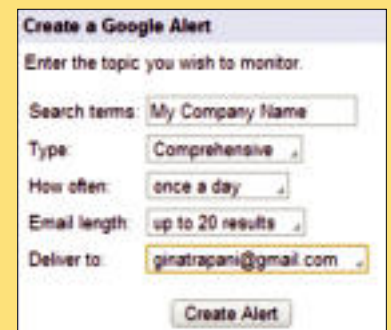 Create a Google Alert
Enter the topic you wish to monitor.
Search terms: My Company Name
Type: Comprehensive
How often: once a day
Email length: up to 20 results
Deliver to: ginatrapani@gmail.com
Create Alert